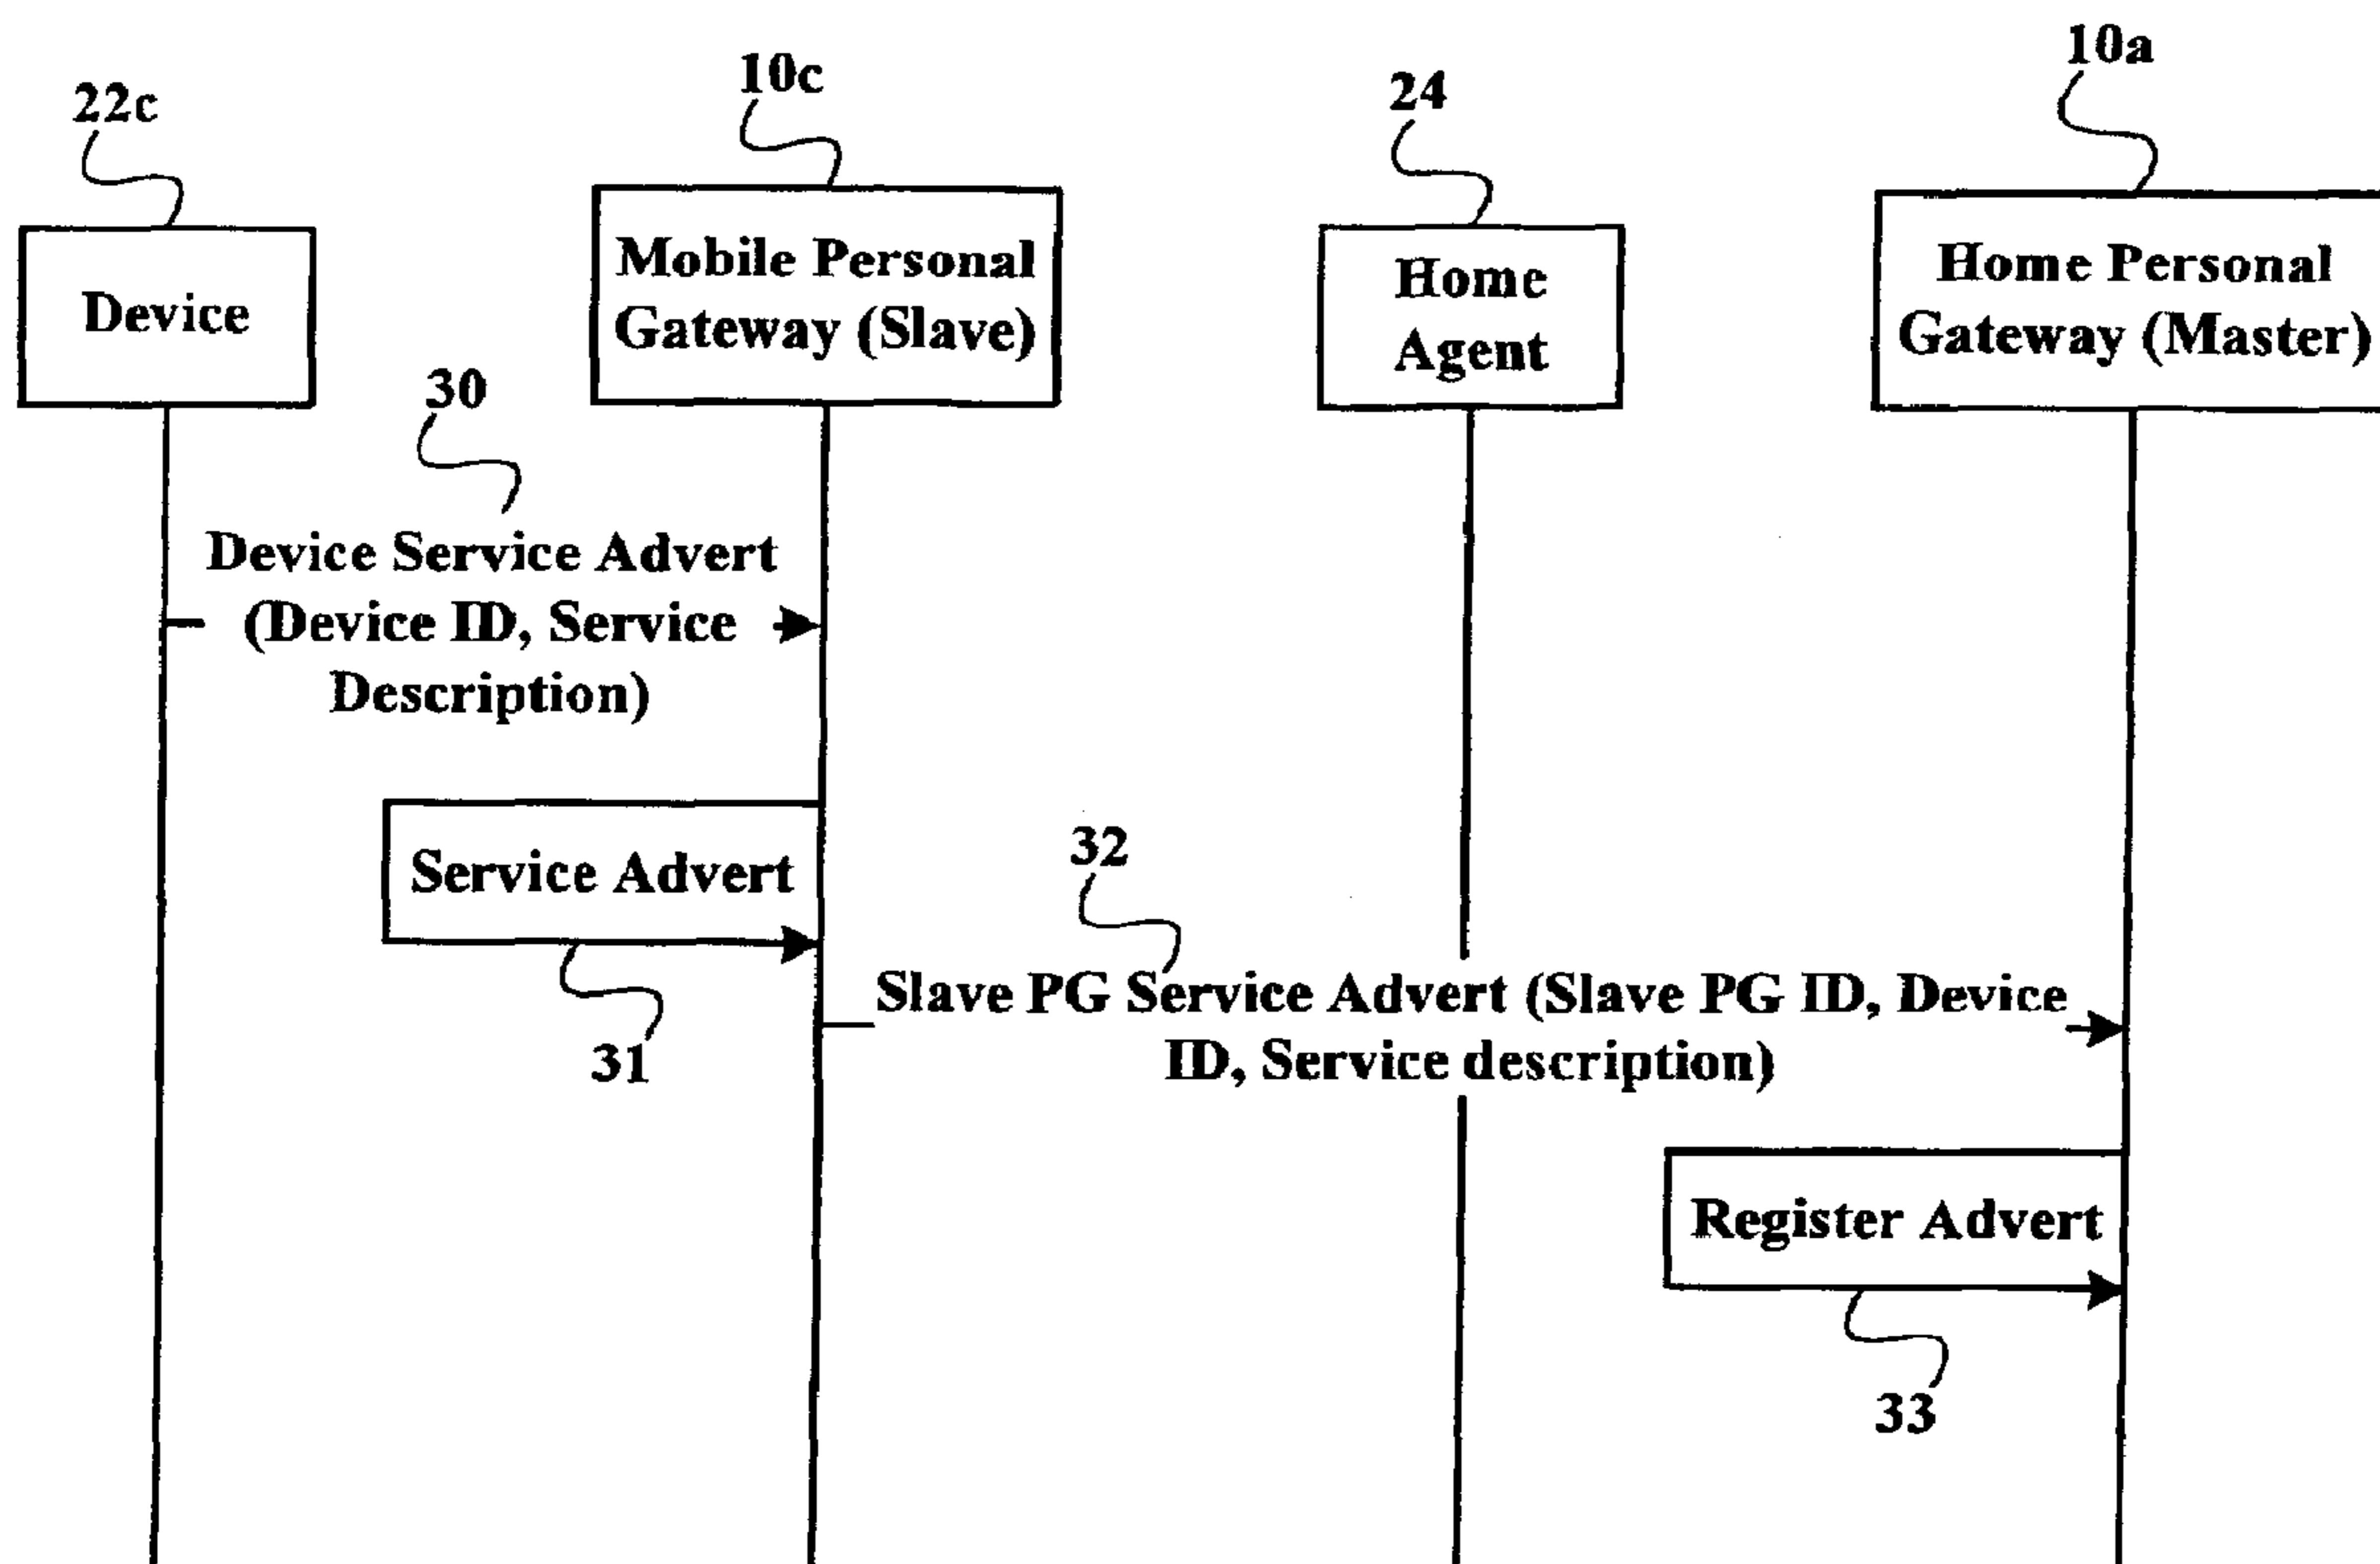 22c
10c
24
10a
Device
Mobile Personal
Gateway (Slave)
Home
Agent
Home Personal
Gateway (Master)
30
Device Service Advert
(Device ID, Service
Description)
Service Advert
31
32
Slave PG Service Advert (Slave PG ID, Device
ID, Service description)
Register Advert
33